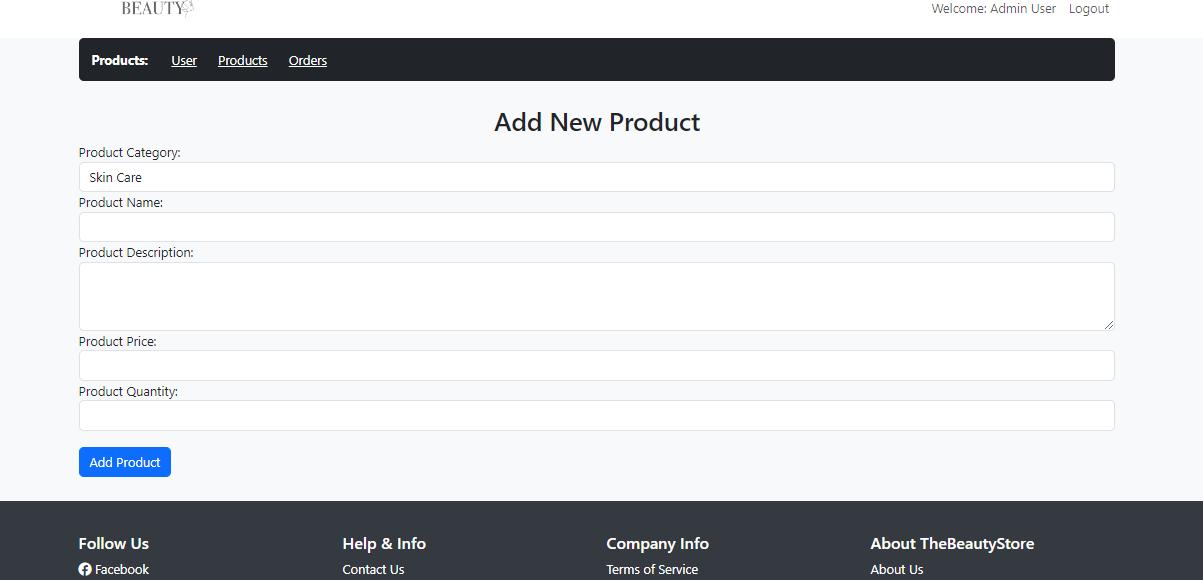 BEAUTY
Welcome: Admin User Logout
Products: User Products Orders
Add New Product
Product Category:
Skin Care
Product Name:
Product Description:
Product Price:
Product Quantity:
Add Product
Follow Us Help & Info Company Info About TheBeautyStore
Facebook Contact Us Terms of Service About Us